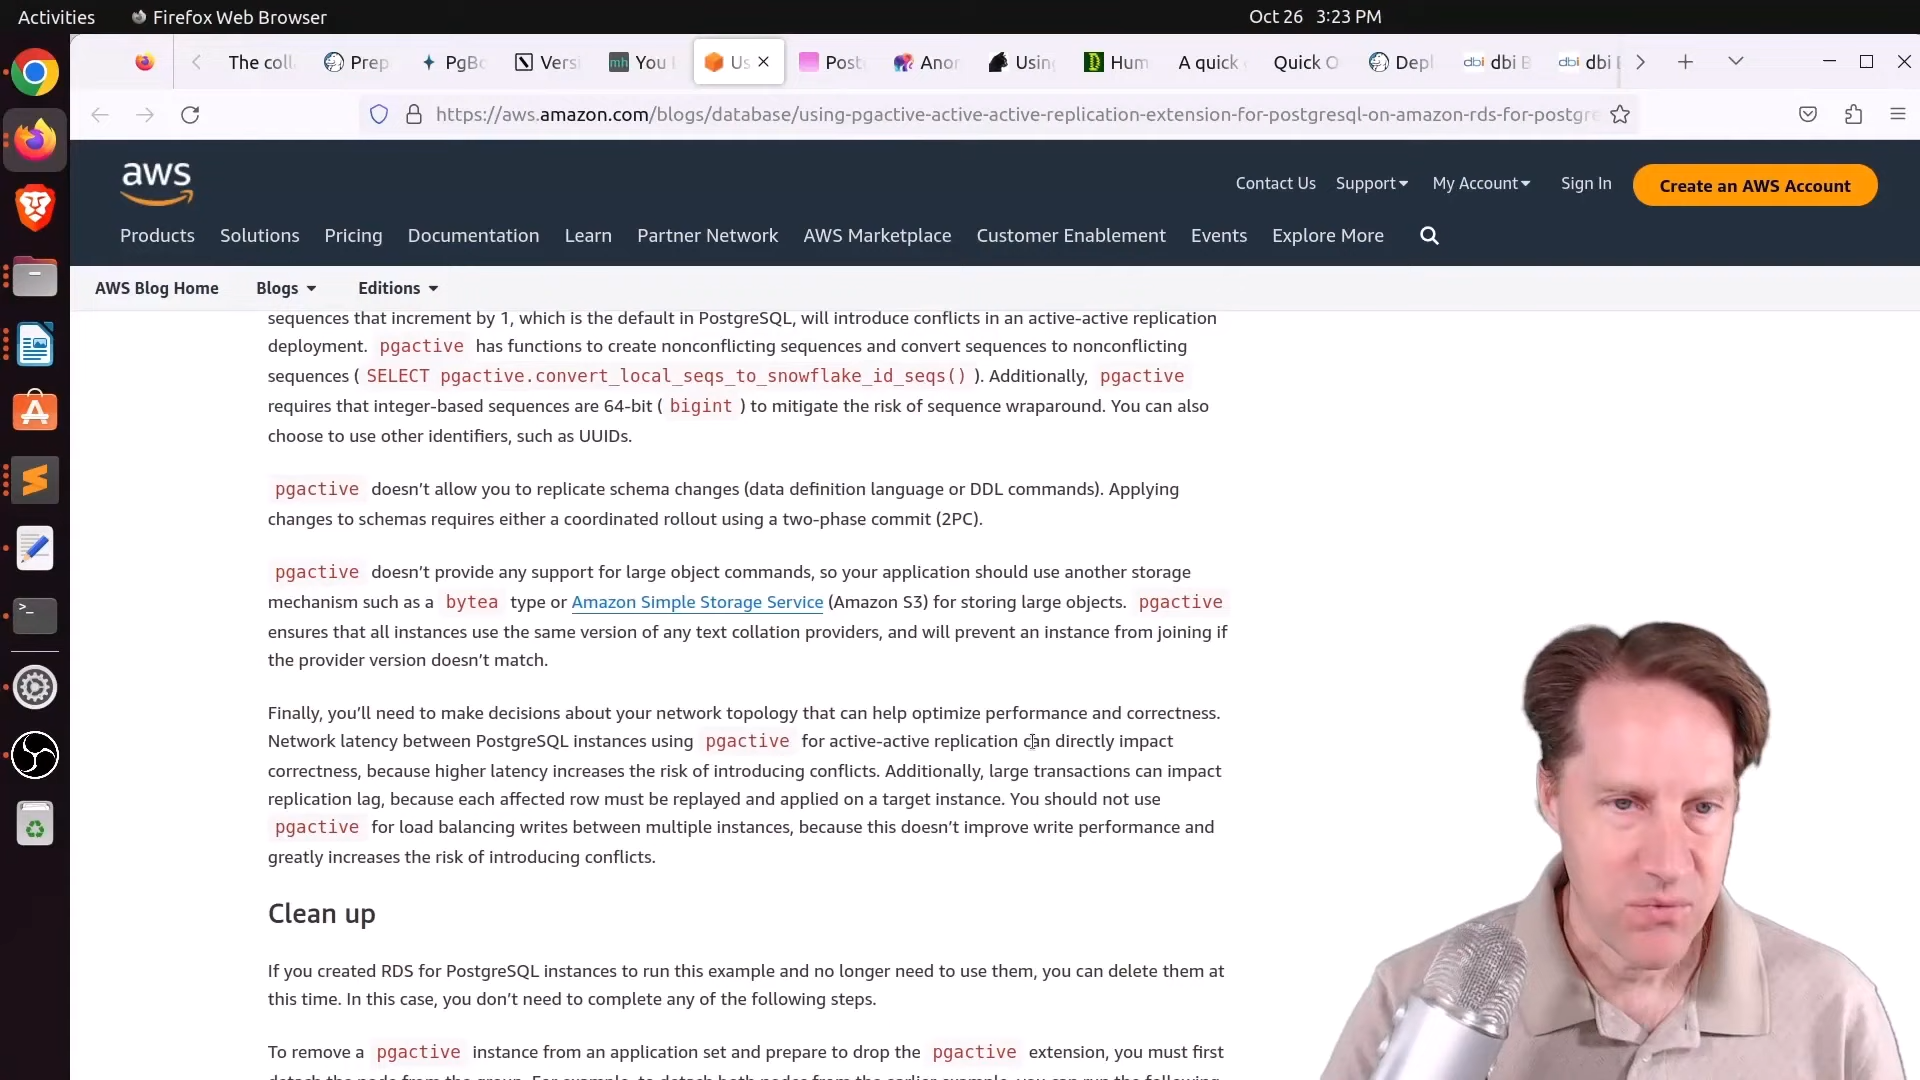 Activities
Firefox Web Browser
Oct 26 3:23 PM
The coll
Prep
PgBo
Versi
mh
You
Us
Post
Anor
Using
Hum
A quick
Quick O
Depl
dbi
dbi B
dbi
dbi
https://aws.amazon.com/blogs/database/using-pgactive-active-active-replication-extension-for-postgresql-on-amazon-rds-for-postgre
aws
Contact Us
Support
My Account
Sign In
Create an AWS Account
Products
Solutions
Pricing
Documentation
Learn
Partner Network
AWS Marketplace
Customer Enablement
Events
Explore More
AWS Blog Home
Blogs
Editions
sequences that increment by 1, which is the default in PostgreSQL, will introduce conflicts in an active-active replication
deployment. pgactive has functions to create nonconflicting sequences and convert sequences to nonconflicting
sequences ( SELECT pgactive.convert_local_seqs_to_snowflake_id_seqs() ). Additionally, pgactive
requires that integer-based sequences are 64-bit ( bigint ) to mitigate the risk of sequence wraparound. You can also
choose to use other identifiers, such as UUIDs.
pgactive doesn’t allow you to replicate schema changes (data definition language or DDL commands). Applying
changes to schemas requires either a coordinated rollout using a two-phase commit (2PC).
pgactive doesn’t provide any support for large object commands, so your application should use another storage
mechanism such as a bytea type or Amazon Simple Storage Service (Amazon S3) for storing large objects. pgactive
ensures that all instances use the same version of any text collation providers, and will prevent an instance from joining if
the provider version doesn’t match.
Finally, you’ll need to make decisions about your network topology that can help optimize performance and correctness.
Network latency between PostgreSQL instances using pgactive for active-active replication can directly impact
correctness, because higher latency increases the risk of introducing conflicts. Additionally, large transactions can impact
replication lag, because each affected row must be replayed and applied on a target instance. You should not use
pgactive for load balancing writes between multiple instances, because this doesn’t improve write performance and
greatly increases the risk of introducing conflicts.
Clean up
If you created RDS for PostgreSQL instances to run this example and no longer need to use them, you can delete them at
this time. In this case, you don’t need to complete any of the following steps.
To remove a pgactive instance from an application set and prepare to drop the pgactive extension, you must first